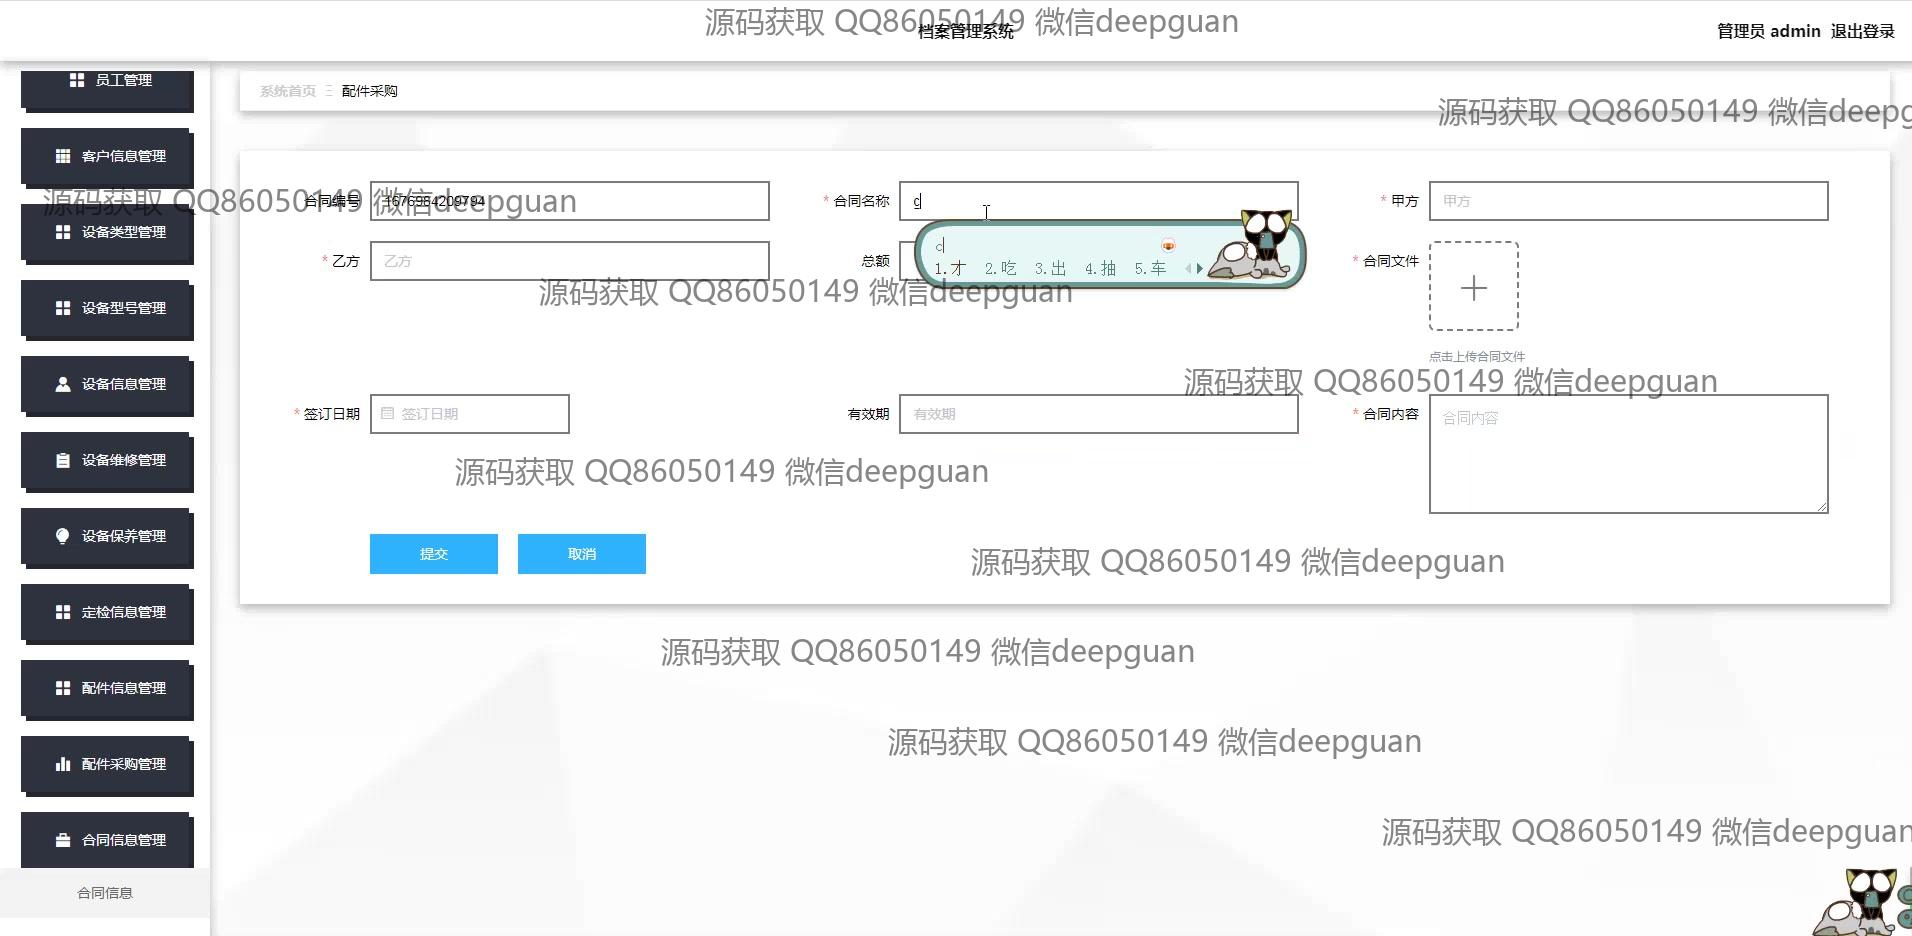 源码获取 QQ86050149 微信deepguan
档案管理系统
管理员 admin 退出登录
员工管理
系统首页 配件采购
源码获取 QQ86050149 微信deepg
客户信息管理
源码获取 QQ86050149 微信deepguan
合同编号 1676984209794
* 合同名称 c
* 甲方 甲方
设备类型管理
* 乙方 乙方
总额
c
1.才 2.吃 3.出 4.抽 5.车
* 合同文件
源码获取 QQ86050149 微信deepguan
设备型号管理
点击上传合同文件
源码获取 QQ86050149 微信deepguan
设备信息管理
* 签订日期 签订日期
有效期 有效期
* 合同内容 合同内容
设备维修管理
源码获取 QQ86050149 微信deepguan
设备保养管理
提交 取消
源码获取 QQ86050149 微信deepguan
定检信息管理
源码获取 QQ86050149 微信deepguan
配件信息管理
源码获取 QQ86050149 微信deepguan
配件采购管理
源码获取 QQ86050149 微信deepguan
合同信息管理
合同信息